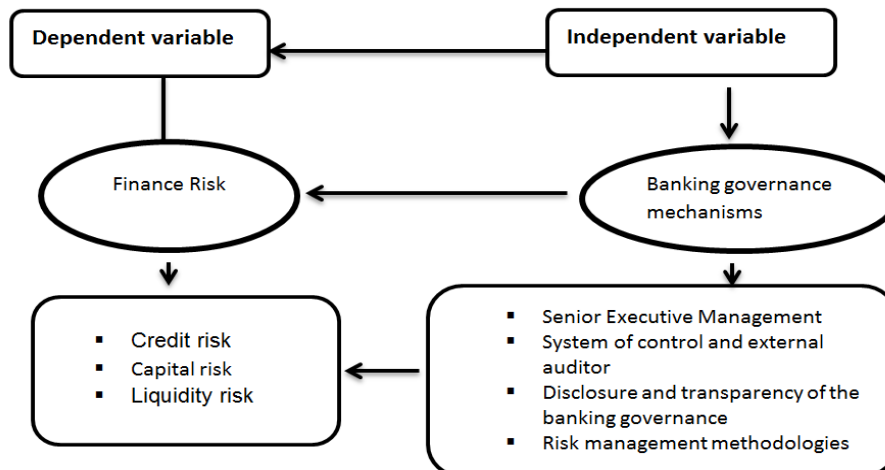 Dependent variable
Independent variable
Finance Risk
Banking governance
mechanisms
▪ Credit risk
▪ Capital risk
▪ Liquidity risk
▪ Senior Executive Management
▪ System of control and external
auditor
▪ Disclosure and transparency of the
banking governance
▪ Risk management methodologies